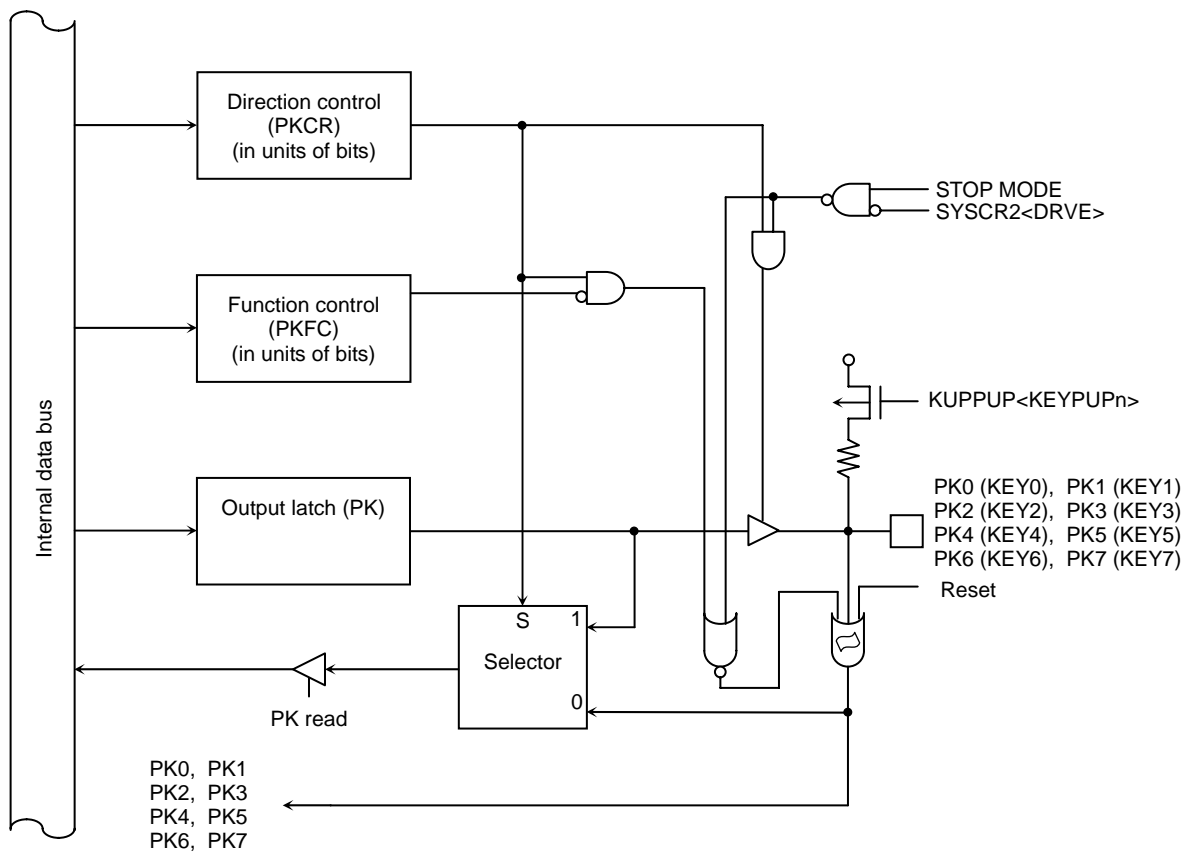 Internal data bus
Direction control
(PKCR)
(in units of bits)
STOP MODE
SYSCR2<DRVE>
Function control
(PKFC)
(in units of bits)
KUPPUP<KEYPUPn>
Output latch (PK)
PK0 (KEY0), PK1 (KEY1)
PK2 (KEY2), PK3 (KEY3)
PK4 (KEY4), PK5 (KEY5)
PK6 (KEY6), PK7 (KEY7)
Reset
S
1
Selector
0
PK read
PK0, PK1
PK2, PK3
PK4, PK5
PK6, PK7